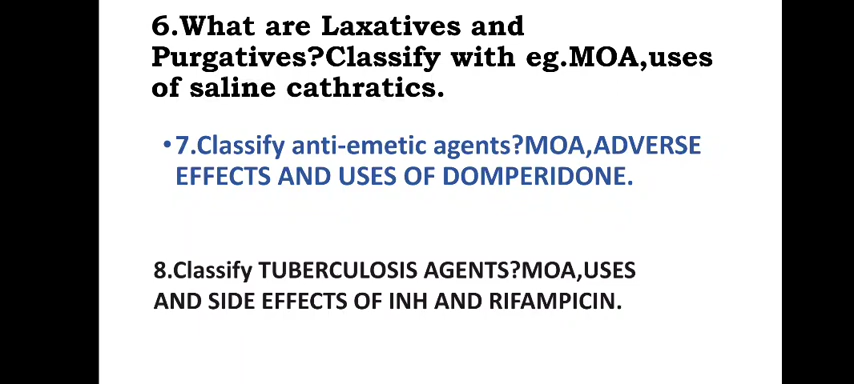 6.What are Laxatives and
Purgatives?Classify with eg.MOA,uses
of saline cathratics.
•7.Classify anti-emetic agents?MOA,ADVERSE
EFFECTS AND USES OF DOMPERIDONE.
8.Classify TUBERCULOSIS AGENTS?MOA,USES
AND SIDE EFFECTS OF INH AND RIFAMPICIN.